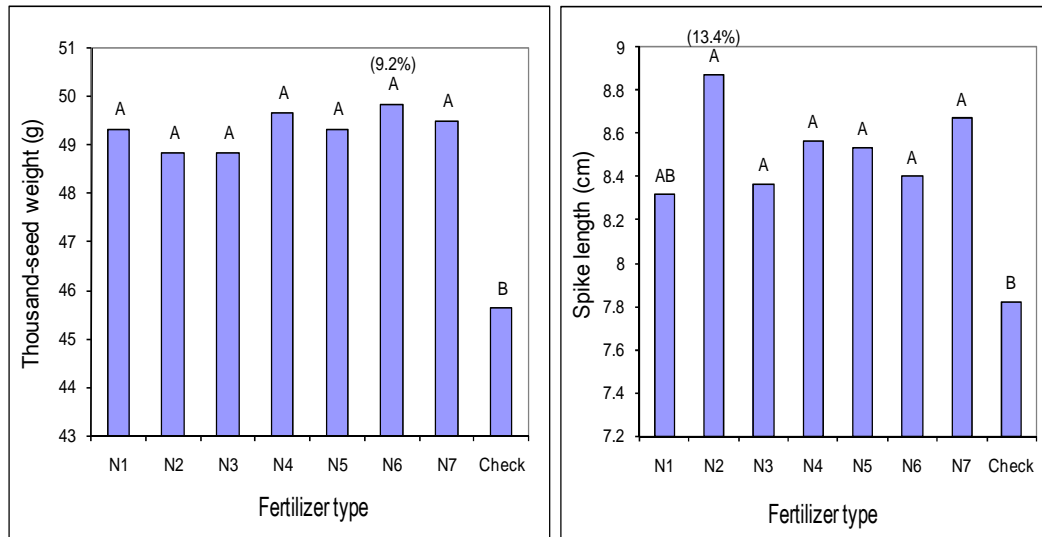 Thousand-seed weight (g)
51
50
49
48
47
46
45
44
43
(9.2%)
A
A
A
A
A
A
A
B
N1 N2 N3 N4 N5 N6 N7 Check
Fertilizer type
Spike length (cm)
9
8.8
8.6
8.4
8.2
8
7.8
7.6
7.4
7.2
(13.4%)
AB
A
A
A
A
A
A
B
N1 N2 N3 N4 N5 N6 N7 Check
Fertilizer type